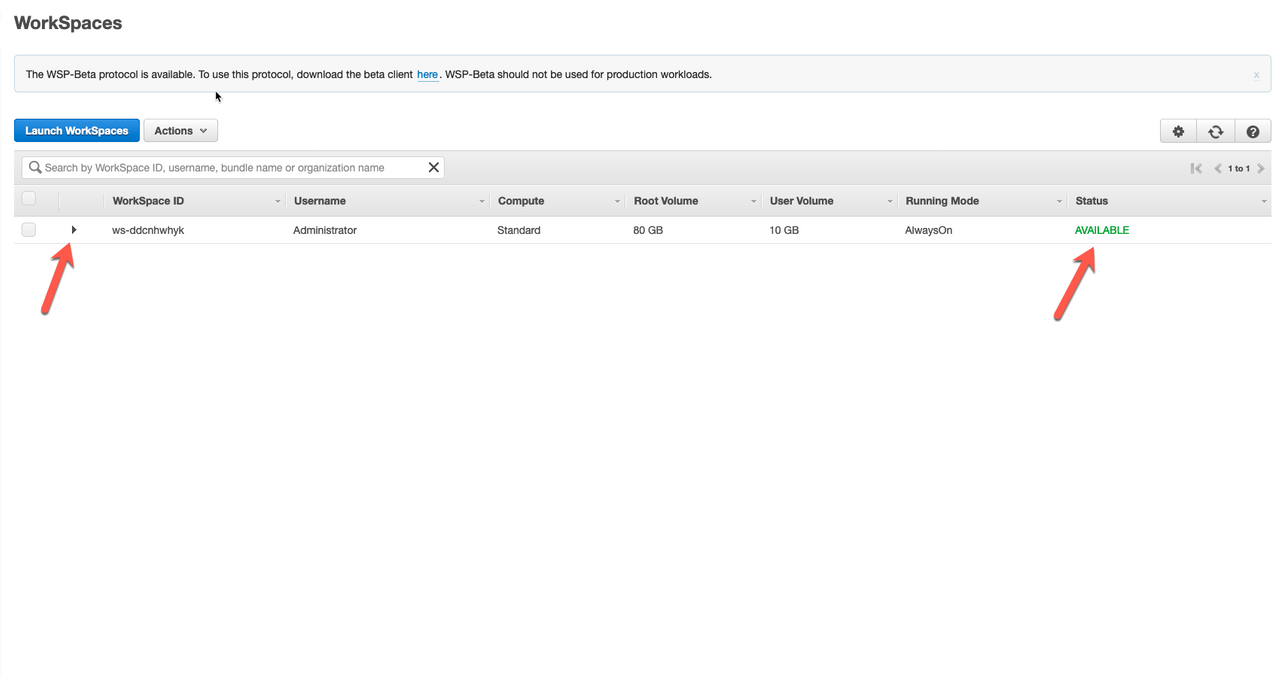 WorkSpaces
The WSP-Beta protocol is available. To use this protocol, download the beta client here. WSP-Beta should not be used for production workloads.
x
Launch WorkSpaces Actions
Search by WorkSpace ID, username, bundle name or organization name
1 to 1
WorkSpace ID Username Compute Root Volume User Volume Running Mode Status
ws-ddcnhwhyk Administrator Standard 80 GB 10 GB AlwaysOn AVAILABLE